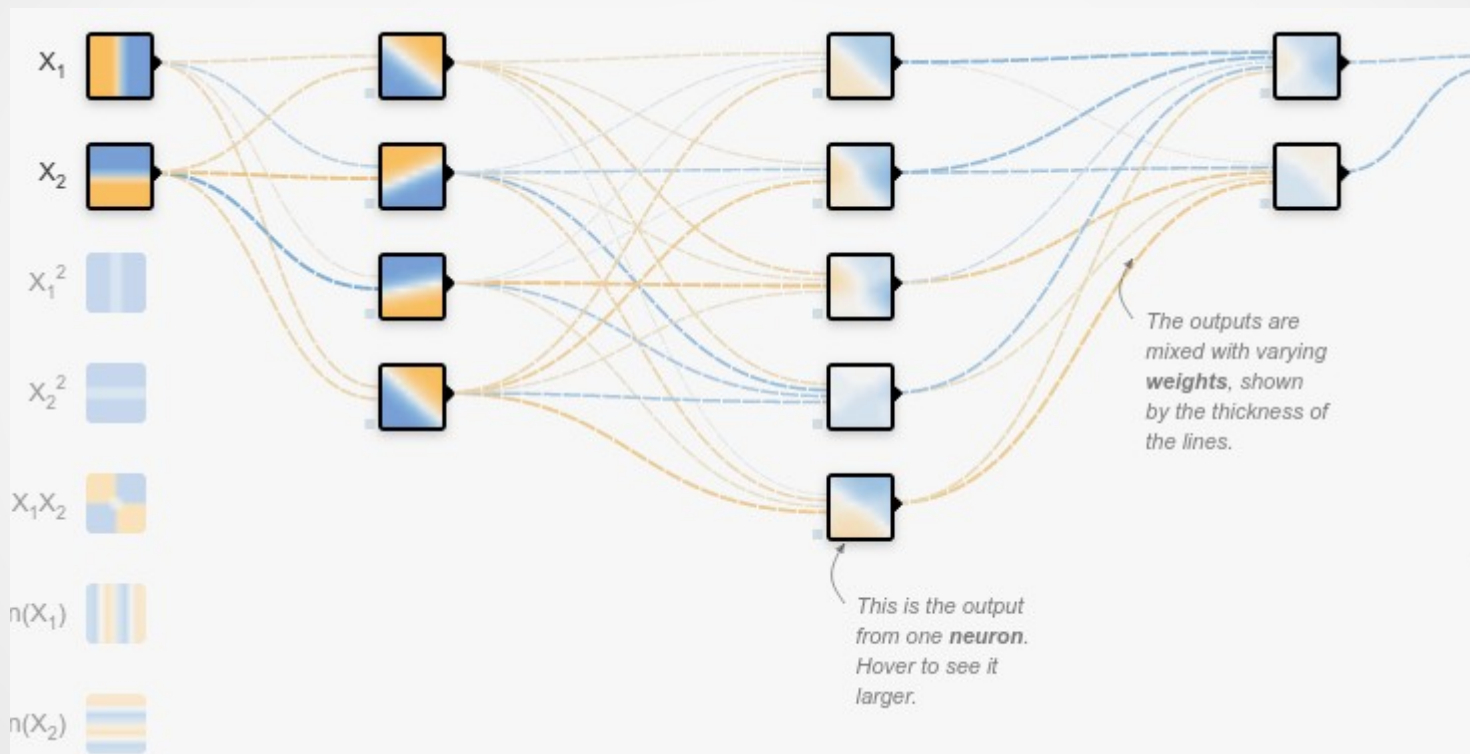 X₁
X₂
X₁²
X₂²
X₁X₂
n(X₁)
n(X₂)
The outputs are
mixed with varying
weights, shown
by the thickness of
the lines.
This is the output
from one neuron.
Hover to see it
larger.